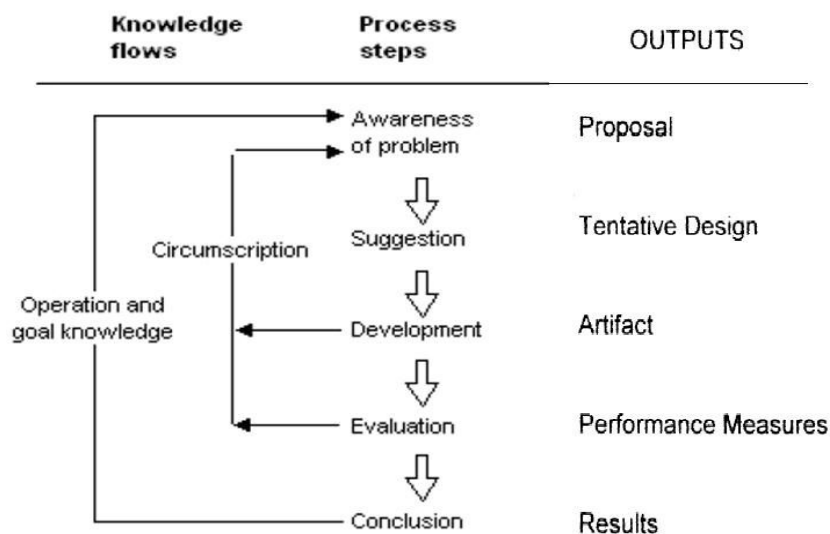 Knowledge
flows
Process
steps
OUTPUTS
Awareness
of problem
Proposal
Suggestion
Tentative Design
Circumscription
Operation and
goal knowledge
Development
Artifact
Evaluation
Performance Measures
Conclusion
Results